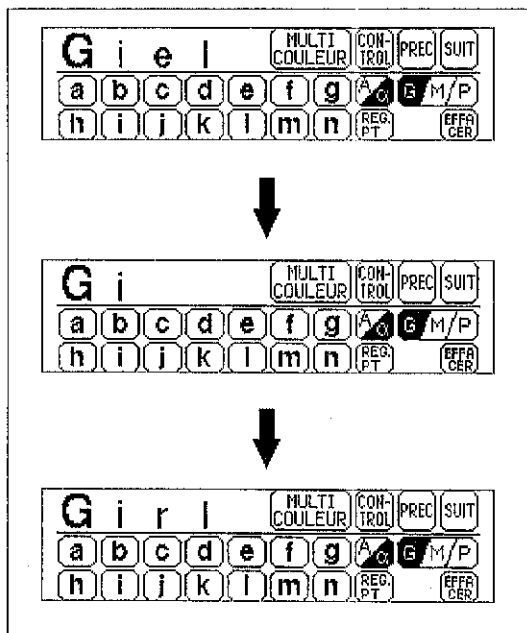 G i e l MULTI COULEUR CON-TROL PREC SUIT
a b c d e f g A α G M/P
h i j k l m n REG. PT EFFA CER
G i MULTI COULEUR CON-TROL PREC SUIT
a b c d e f g A α G M/P
h i j k l m n REG. PT EFFA CER
G i r l MULTI COULEUR CON-TROL PREC SUIT
a b c d e f g A α G M/P
h i j k l m n REG. PT EFFA CER